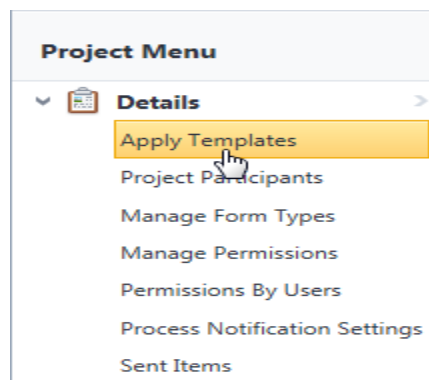 Project Menu
Details
Apply Templates
Project Participants
Manage Form Types
Manage Permissions
Permissions By Users
Process Notification Settings
Sent Items